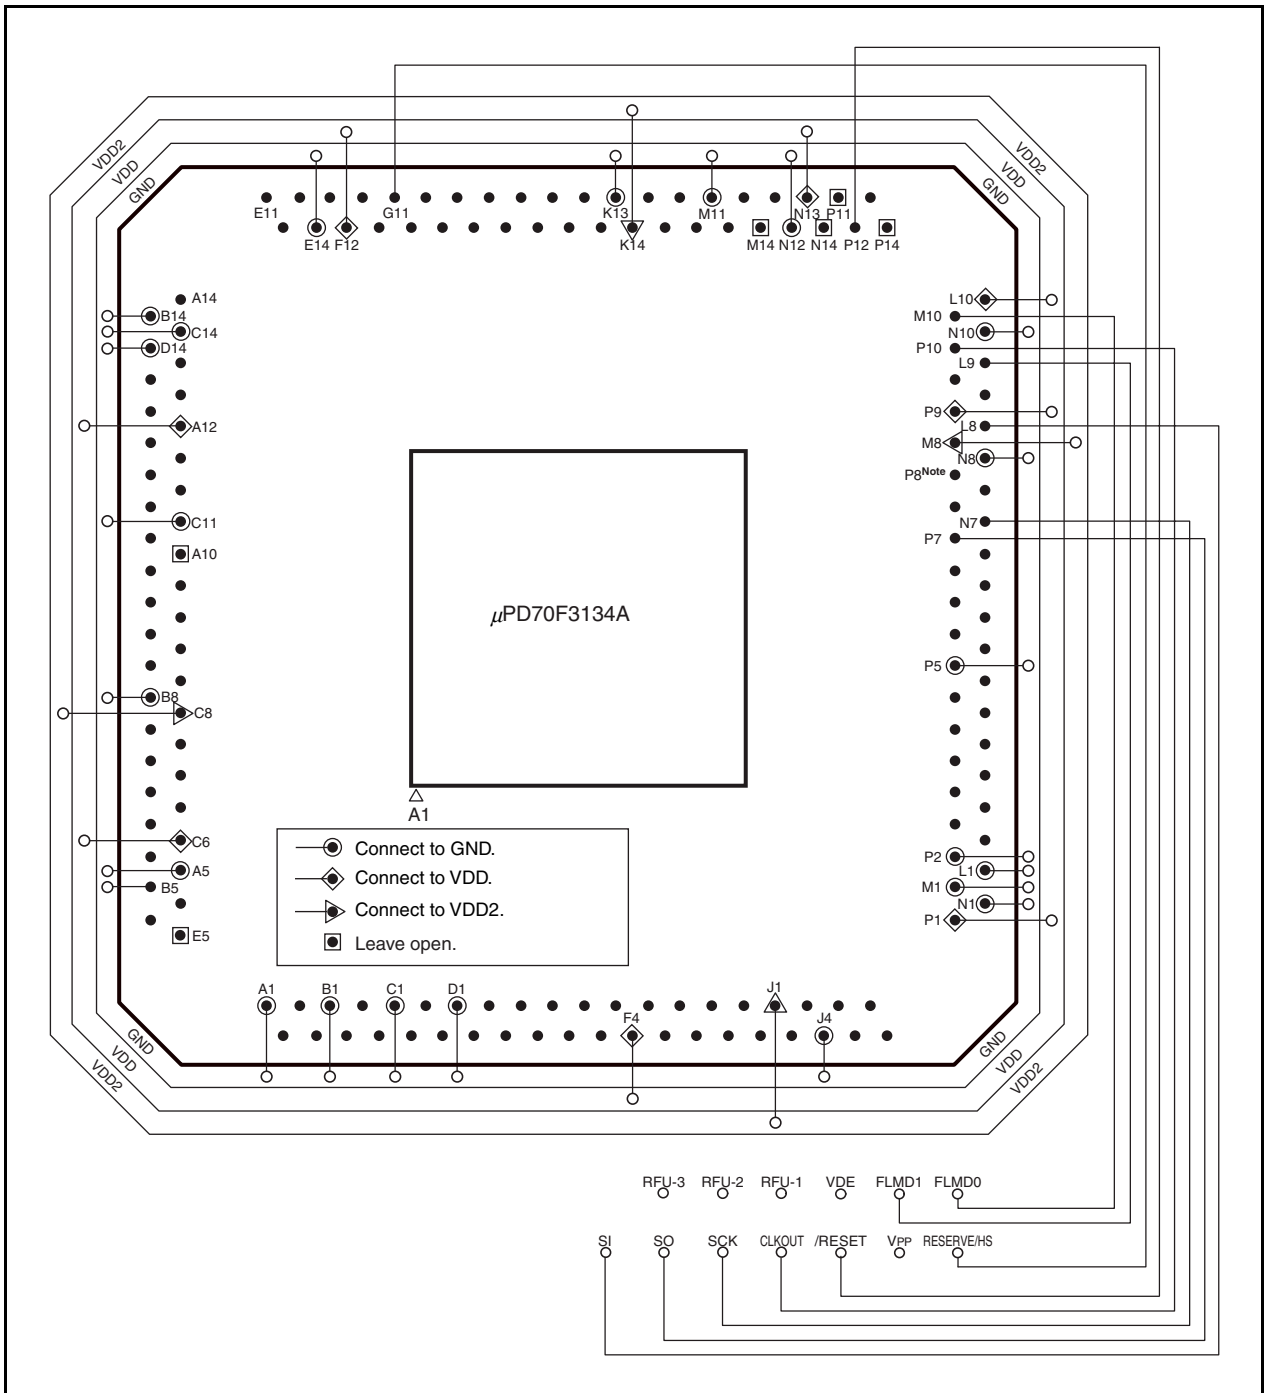 VDD2
VDD
GND
VDD2
VDD
GND
E11
G11
K13
M11
N13
P11
E14
F12
K14
M14
N12
N14
P12
P14
A14
B14
C14
D14
A12
C11
A10
B8
C8
C6
A5
B5
E5
L10
M10
N10
P10
L9
P9
L8
M8
N8
P8Note
N7
P7
P5
P2
L1
M1
N1
P1
μPD70F3134A
A1
Connect to GND.
Connect to VDD.
Connect to VDD2.
Leave open.
A1
B1
C1
D1
F4
J1
J4
GND
VDD
VDD2
GND
VDD
VDD2
RFU-3 RFU-2 RFU-1 VDE FLMD1 FLMD0
SI SO SCK CLKOUT /RESET VPP RESERVE/HS